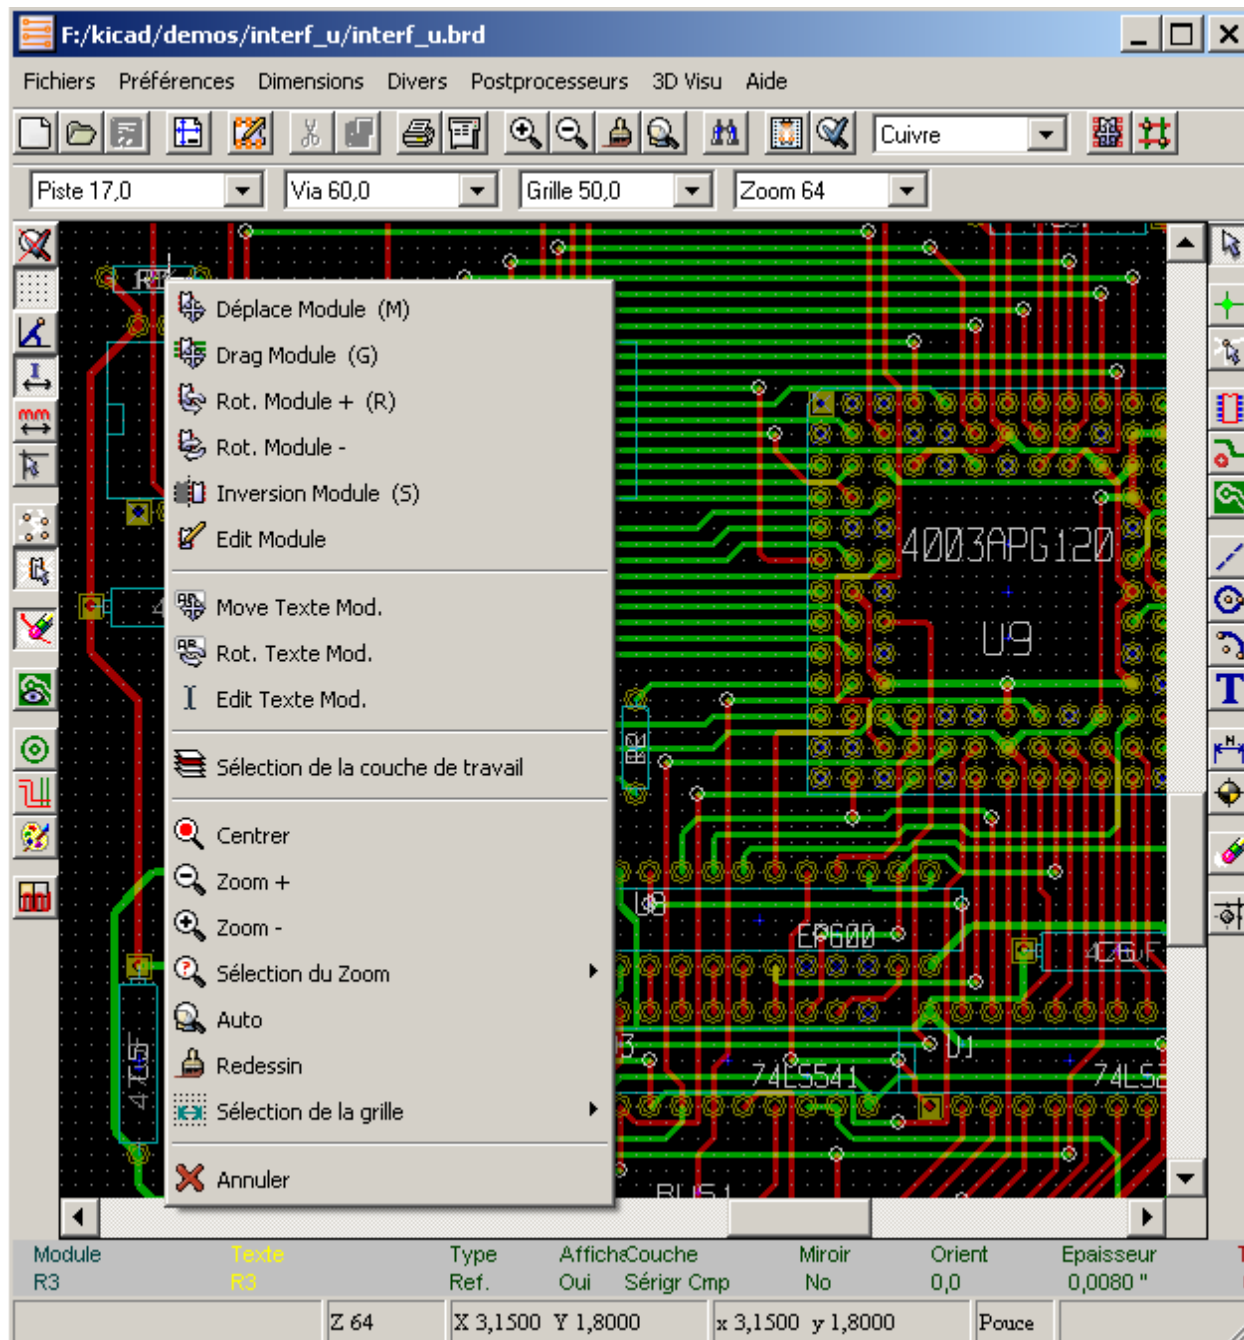 F:/kicad/demos/interf_u/interf_u.brd
Fichiers Préférences Dimensions Divers Postprocesseurs 3D Visu Aide
Cuivre
Piste 17,0 Via 60,0 Grille 50,0 Zoom 64
Déplace Module (M)
Drag Module (G)
Rot. Module + (R)
Rot. Module -
Inversion Module (S)
Edit Module
Move Texte Mod.
Rot. Texte Mod.
Edit Texte Mod.
Sélection de la couche de travail
Centrer
Zoom +
Zoom -
Sélection du Zoom
Auto
Redessin
Sélection de la grille
Annuler
mm
4003APG120
U9
U8
EP600
74LS541
BUS1
Module Texte Type Affiche Couche Miroir Orient Epaisseur
R3 R3 Ref. Oui Sérigr Cmp No 0,0 0,0080 "
Z 64 X 3,1500 Y 1,8000 x 3,1500 y 1,8000 Pouce